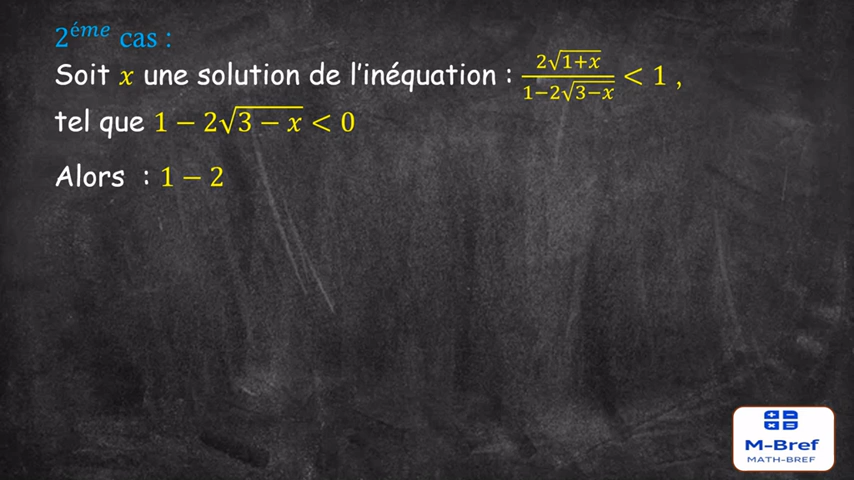 2éme cas :
Soit x une solution de l’inéquation : 2√(1+x)/(1−2√(3−x)) < 1 ,
tel que 1 − 2√(3 − x) < 0
Alors : 1 − 2
M-Bref
MATH-BREF